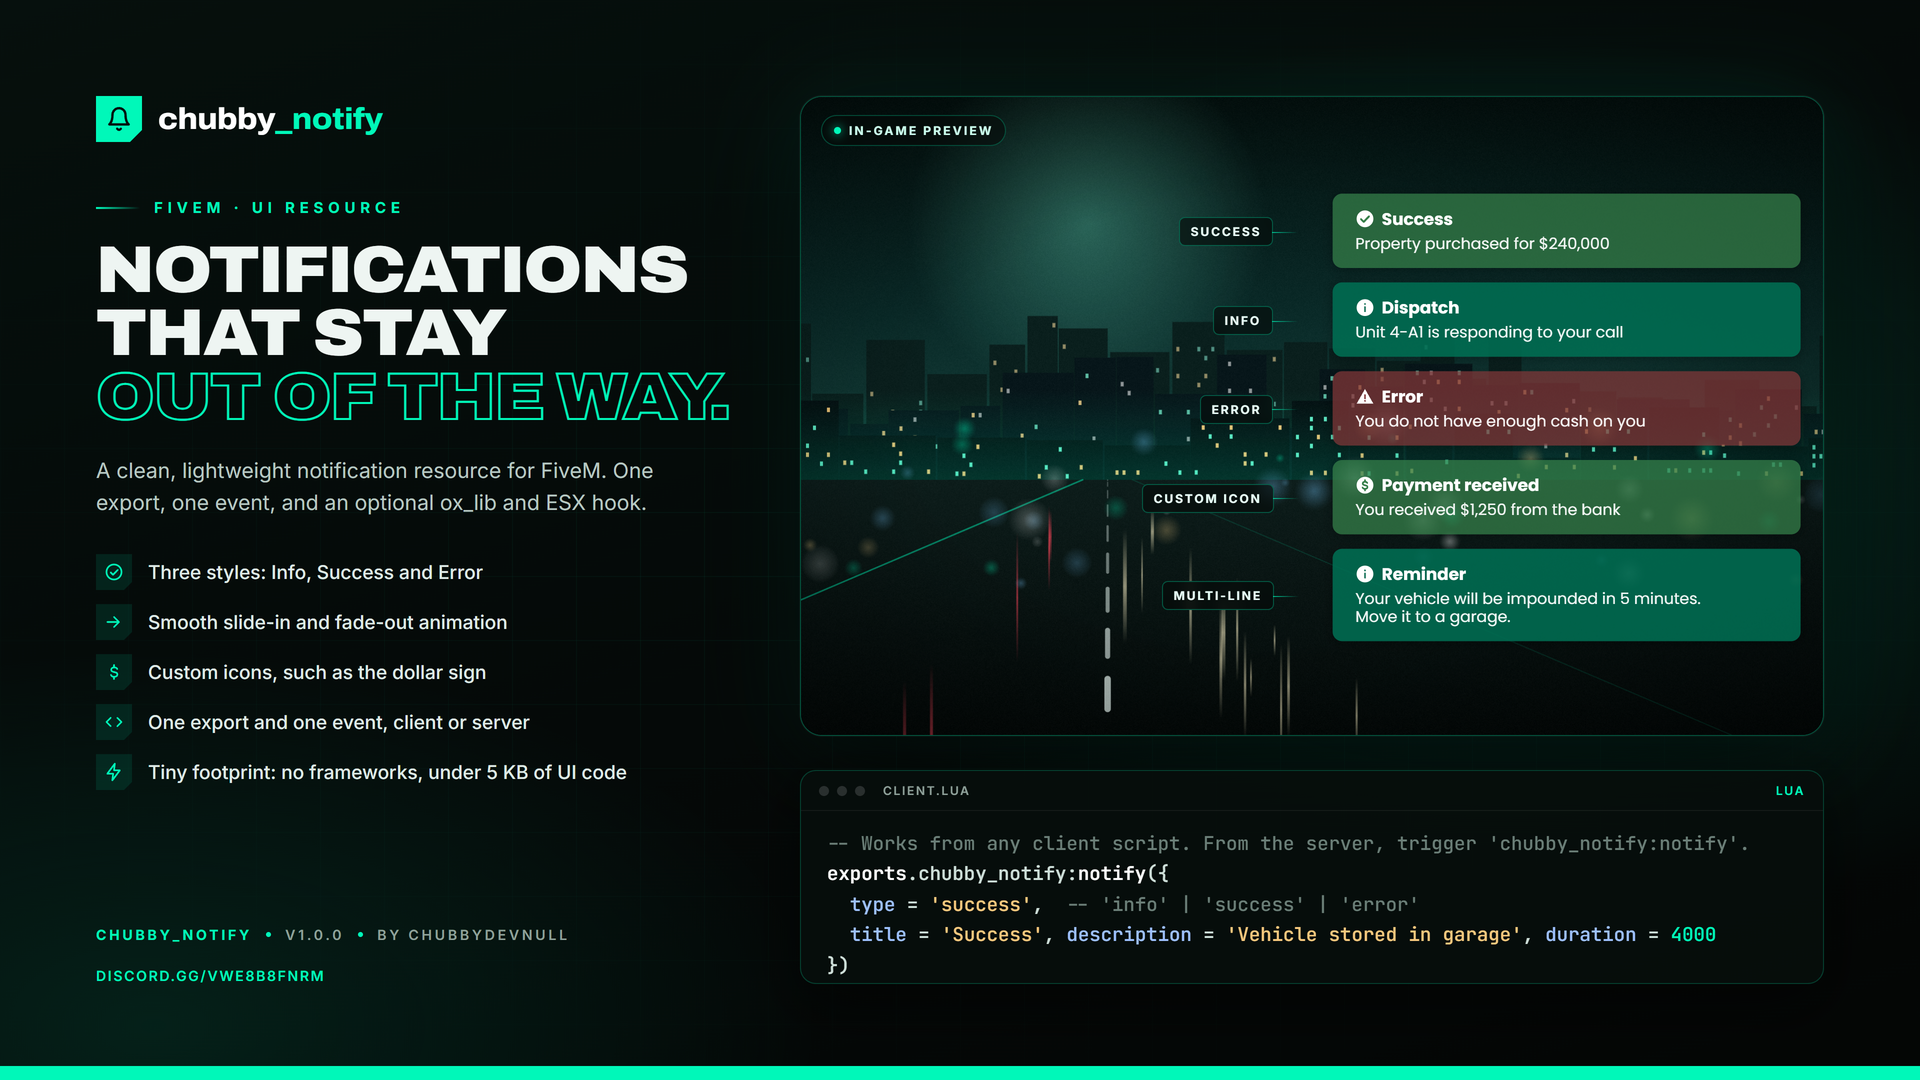 chubby_notify
FIVEM · UI RESOURCE
NOTIFICATIONS
THAT STAY
OUT OF THE WAY.
A clean, lightweight notification resource for FiveM. One
export, one event, and an optional ox_lib and ESX hook.
Three styles: Info, Success and Error
Smooth slide-in and fade-out animation
$ Custom icons, such as the dollar sign
One export and one event, client or server
Tiny footprint: no frameworks, under 5 KB of UI code
CHUBBY_NOTIFY • V1.0.0 • BY CHUBBYDEVNULL
DISCORD.GG/VWE8B8FNRM
IN-GAME PREVIEW
SUCCESS
Success
Property purchased for $240,000
INFO
Dispatch
Unit 4-A1 is responding to your call
ERROR
Error
You do not have enough cash on you
CUSTOM ICON
Payment received
You received $1,250 from the bank
MULTI-LINE
Reminder
Your vehicle will be impounded in 5 minutes.
Move it to a garage.
CLIENT.LUA
LUA
-- Works from any client script. From the server, trigger 'chubby_notify:notify'.
exports.chubby_notify:notify({
type = 'success', -- 'info' | 'success' | 'error'
title = 'Success', description = 'Vehicle stored in garage', duration = 4000
})